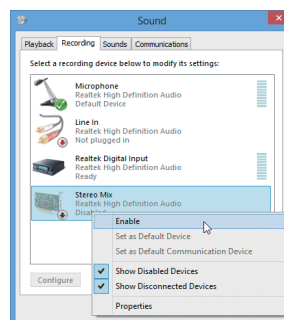 Sound
Playback Recording Sounds Communications
Select a recording device below to modify its settings:
Microphone
Realtek High Definition Audio
Default Device
Line In
Realtek High Definition Audio
Not plugged in
Realtek Digital Input
Realtek High Definition Audio
Ready
Stereo Mix
Realtek High Definition Audio
Enable
Set as Default Device
Set as Default Communication Device
Configure
Show Disabled Devices
Show Disconnected Devices
Properties